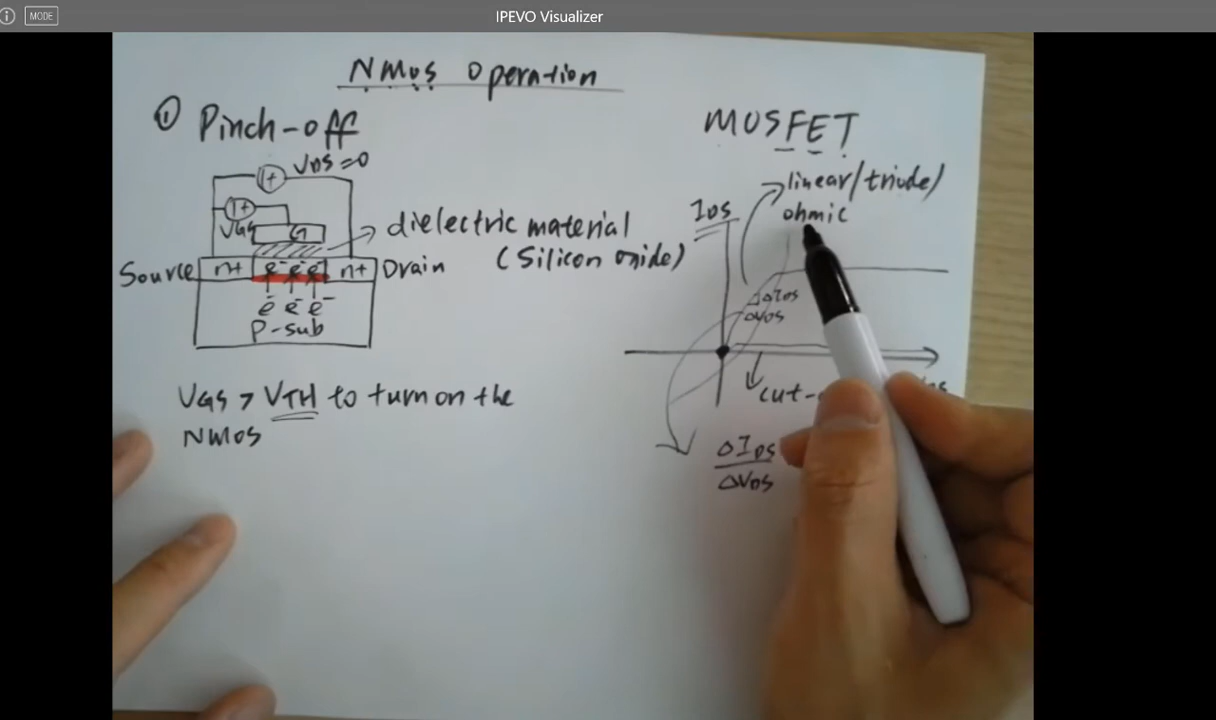 MODE
IPEVO Visualizer
NMOS Operation
① Pinch-off
VDS=0
VGS
G
dielectric material
(Silicon oxide)
Source n+ e- e- e- n+ Drain
e- e- e-
P-sub
VGS > VTH to turn on the
NMOS
MOSFET
linear/triode/
ohmic
IDS
ΔIDS
ΔVDS
cut-
ΔIDS
ΔVDS